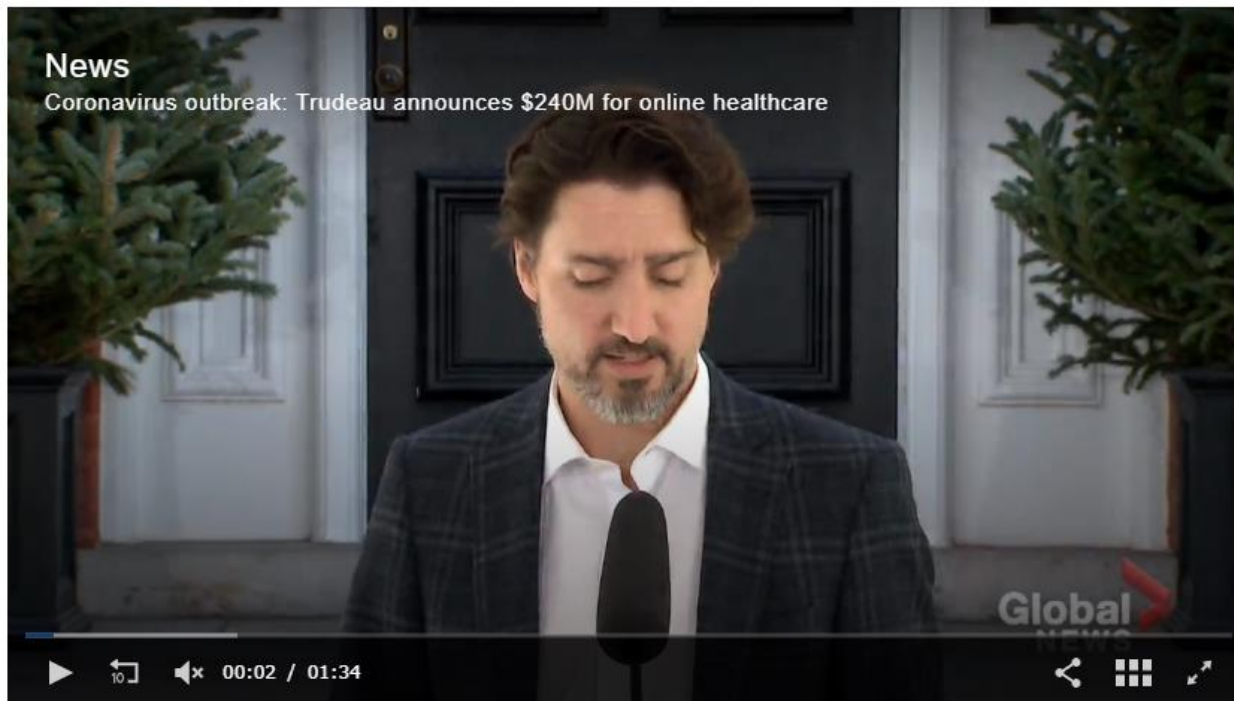 News
Coronavirus outbreak: Trudeau announces $240M for online healthcare
Global
NEWS
10
00:02 / 01:34